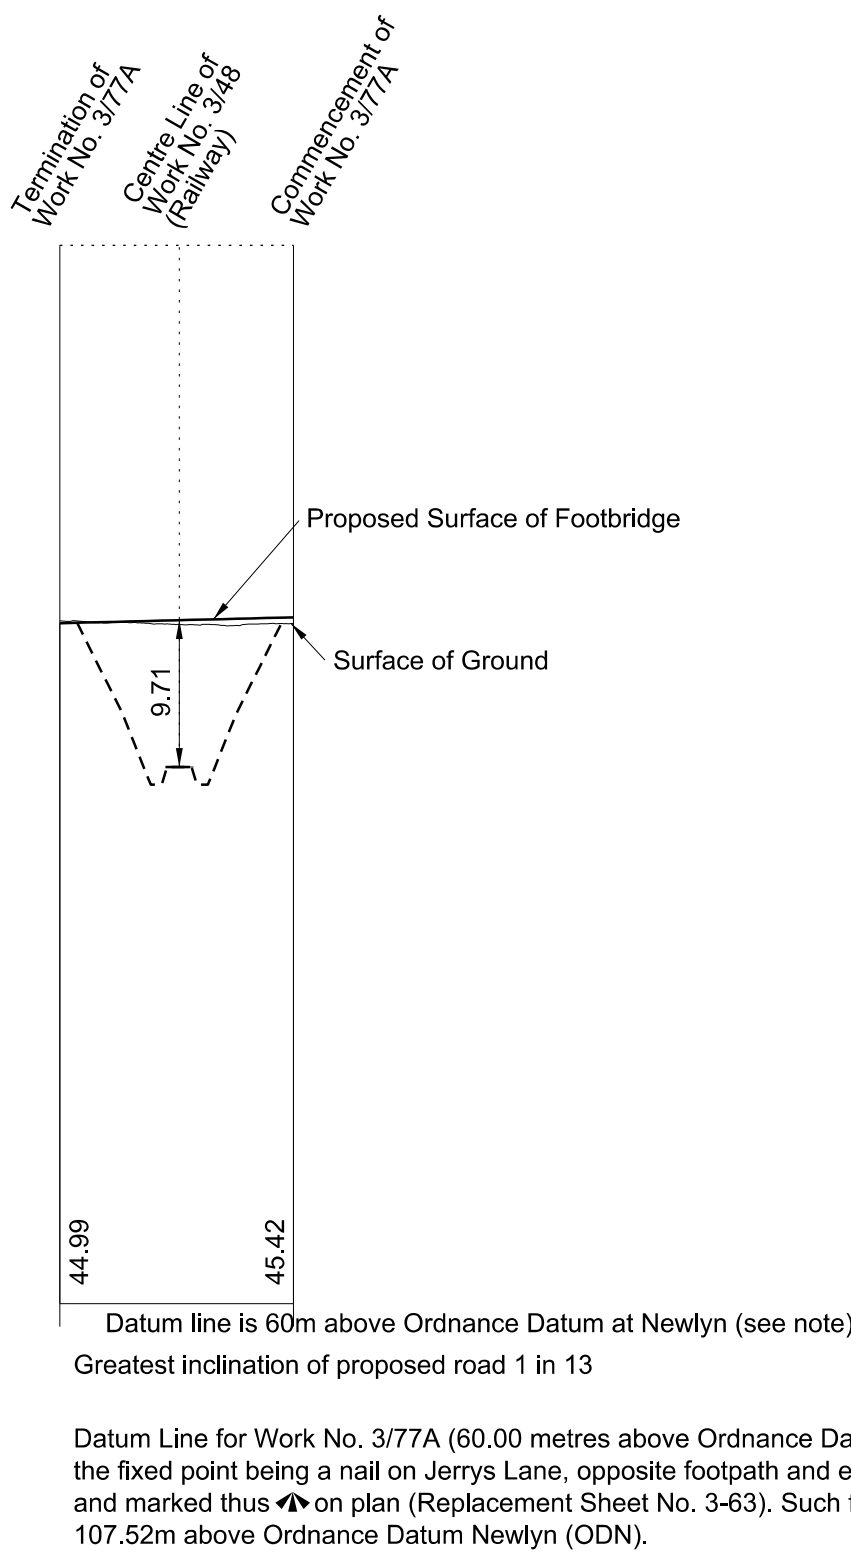 Termination of
Work No. 3/77A
Centre Line of
Work No. 3/48
(Railway)
Commencement of
Work No. 3/77A
Proposed Surface of Footbridge
Surface of Ground
9.71
44.99
45.42
Datum line is 60m above Ordnance Datum at Newlyn (see note)
Greatest inclination of proposed road 1 in 13
Datum Line for Work No. 3/77A (60.00 metres above Ordnance Da
the fixed point being a nail on Jerrys Lane, opposite footpath and e
and marked thus on plan (Replacement Sheet No. 3-63). Such f
107.52m above Ordnance Datum Newlyn (ODN).